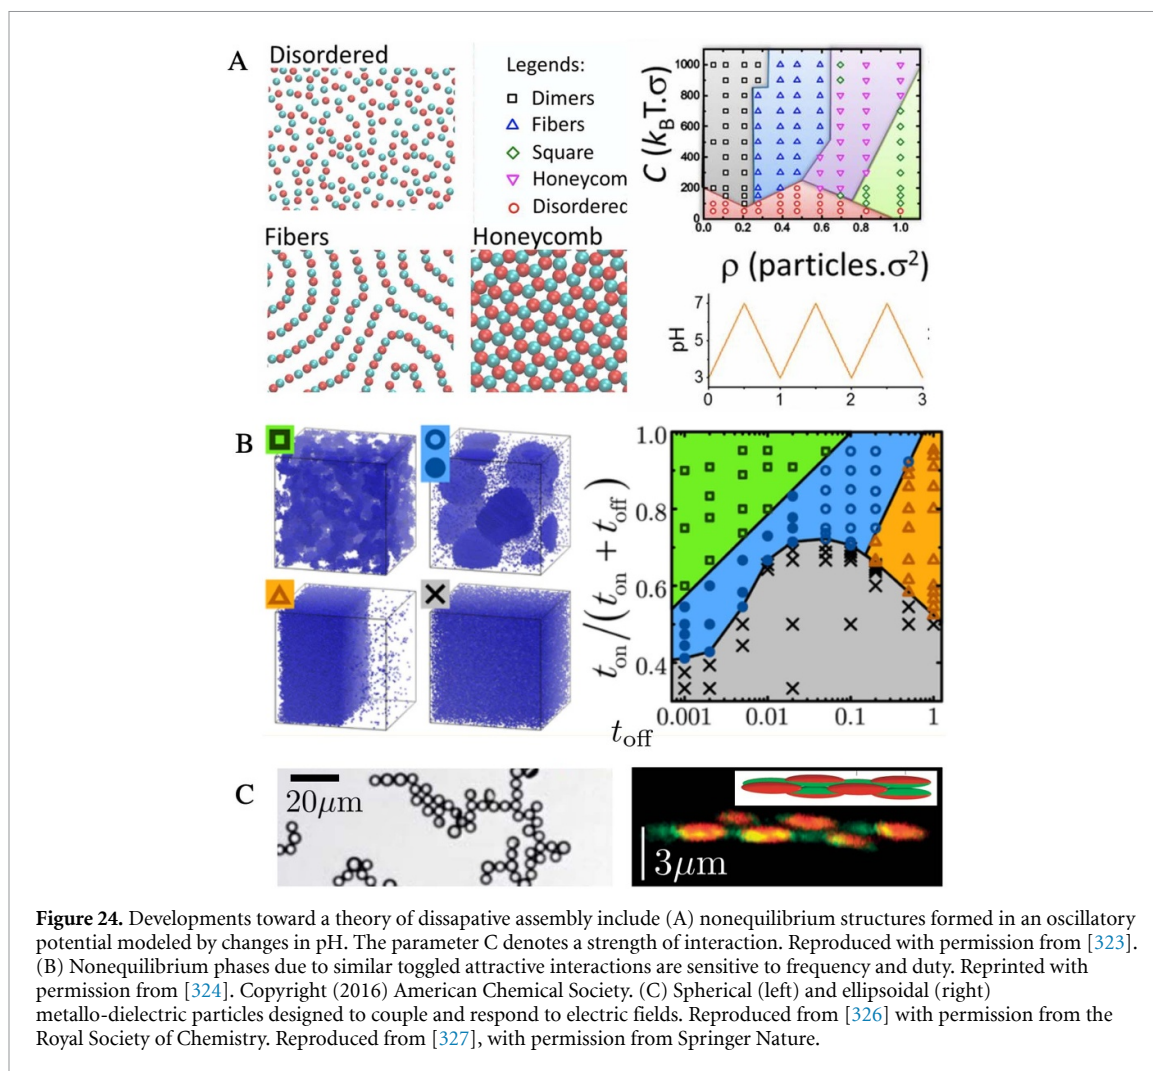 A
Disordered
Legends:
Dimers
Fibers
Square
Honeycom
Disordered
Fibers
Honeycomb
C (k_BT.σ)
1000
900
800
700
600
500
400
300
200
100
0
0.0 0.2 0.4 0.6 0.8 1.0
ρ (particles.σ²)
pH
7
5
3
0 1 2 3
B
t_on/(t_on + t_off)
1.0
0.8
0.6
0.4
0.001 0.01 0.1 1
t_off
C
20μm
3μm
Figure 24. Developments toward a theory of dissapative assembly include (A) nonequilibrium structures formed in an oscillatory
potential modeled by changes in pH. The parameter C denotes a strength of interaction. Reproduced with permission from [323].
(B) Nonequilibrium phases due to similar toggled attractive interactions are sensitive to frequency and duty. Reprinted with
permission from [324]. Copyright (2016) American Chemical Society. (C) Spherical (left) and ellipsoidal (right)
metallo-dielectric particles designed to couple and respond to electric fields. Reproduced from [326] with permission from the
Royal Society of Chemistry. Reproduced from [327], with permission from Springer Nature.